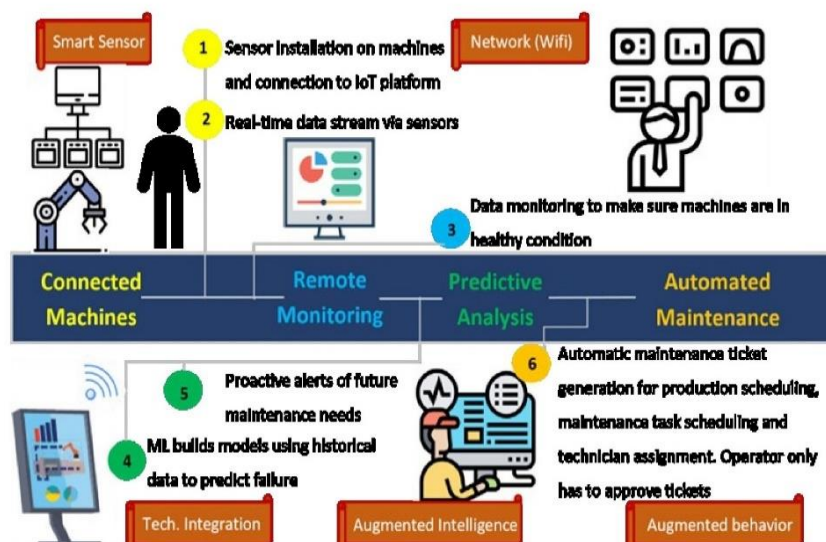 Smart Sensor
1
Sensor Installation on machines
and connection to IoT platform
Network (Wifi)
2
Real-time data stream via sensors
3
Data monitoring to make sure machines are in
healthy condition
Connected
Machines
Remote
Monitoring
Predictive
Analysis
Automated
Maintenance
5
Proactive alerts of future
maintenance needs
4
ML builds models using historical
data to predict failure
6
Automatic maintenance ticket
generation for production scheduling,
maintenance task scheduling and
technician assignment. Operator only
has to approve tickets
Tech. Integration
Augmented Intelligence
Augmented behavior